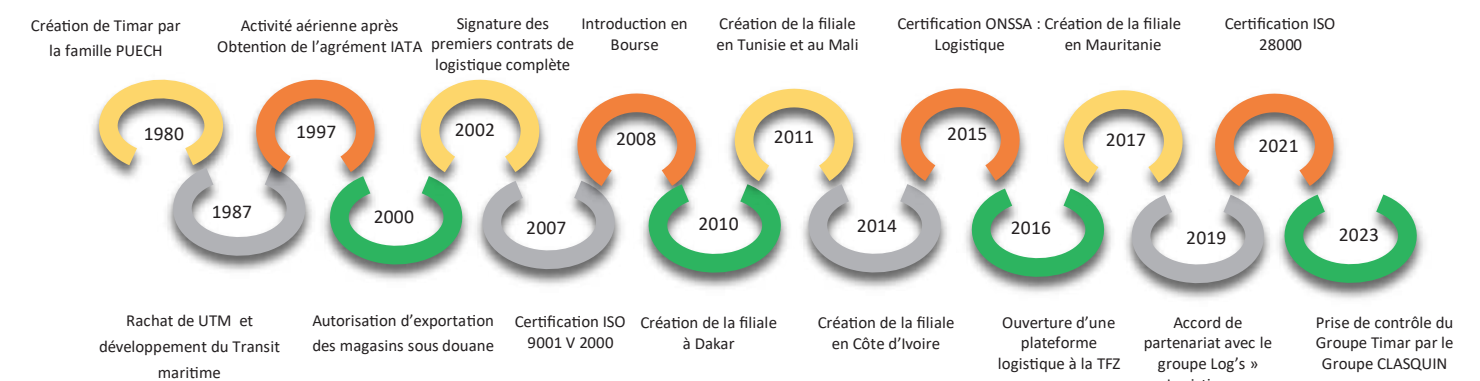 Création de Timar par
la famille PUECH
Activité aérienne après
Obtention de l'agrément IATA
Signature des
premiers contrats de
logistique complète
Introduction en
Bourse
Création de la filiale
en Tunisie et au Mali
Certification ONSSA :
Logistique
Création de la filiale
en Mauritanie
Certification ISO
28000
1980
1997
2002
2008
2011
2015
2017
2021
1987
2000
2007
2010
2014
2016
2019
2023
Rachat de UTM et
développement du Transit
maritime
Autorisation d'exportation
des magasins sous douane
Certification ISO
9001 V 2000
Création de la filiale
à Dakar
Création de la filiale
en Côte d'Ivoire
Ouverture d'une
plateforme
logistique à la TFZ
Accord de
partenariat avec le
groupe Log's »
Prise de contrôle du
Groupe Timar par le
Groupe CLASQUIN